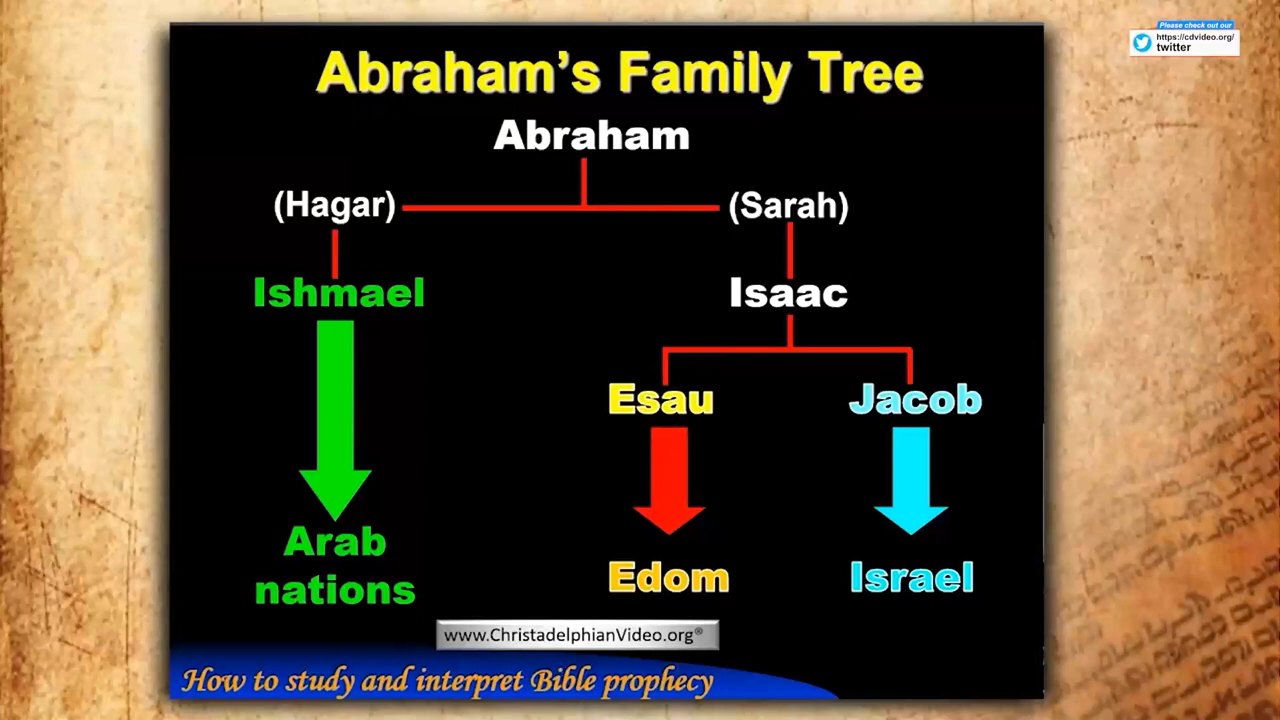 Please check out our
https://cdvideo.org/
twitter
Abraham's Family Tree
Abraham
(Hagar)
(Sarah)
Ishmael
Isaac
Esau
Jacob
Arab
nations
Edom
Israel
www.ChristadelphianVideo.org®
How to study and interpret Bible prophecy